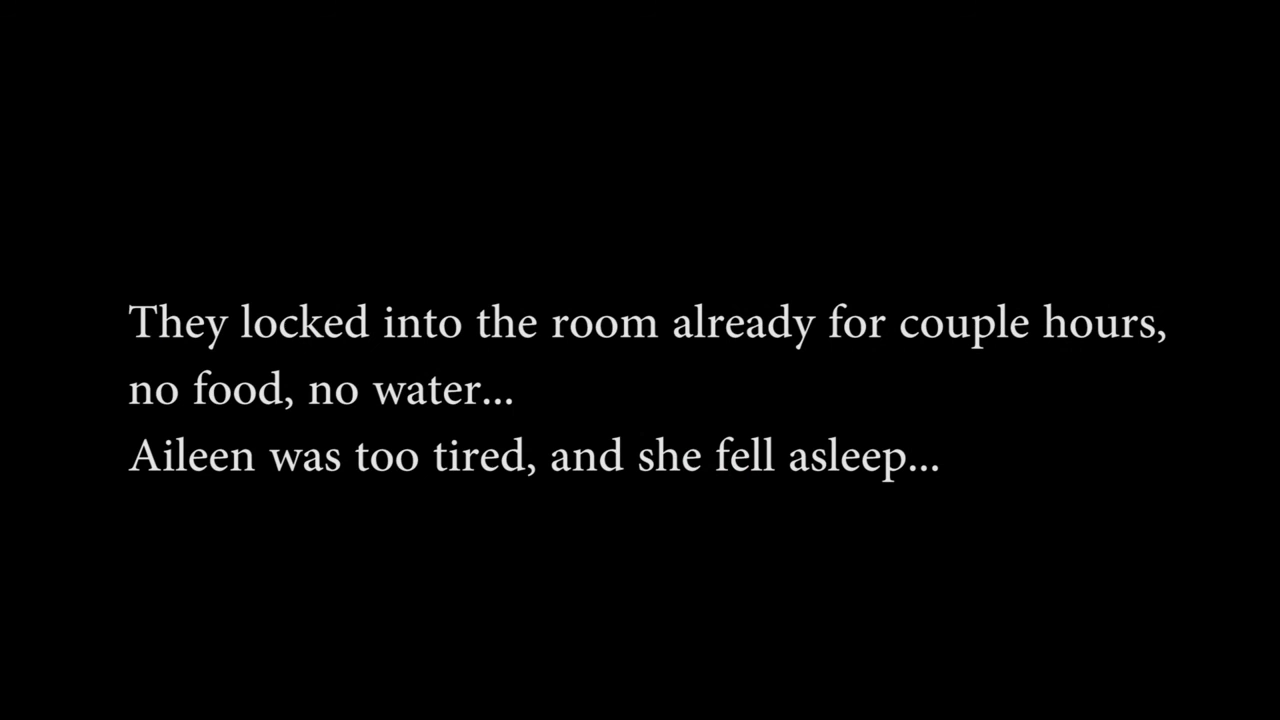 They locked into the room already for couple hours,
no food, no water...
Aileen was too tired, and she fell asleep...